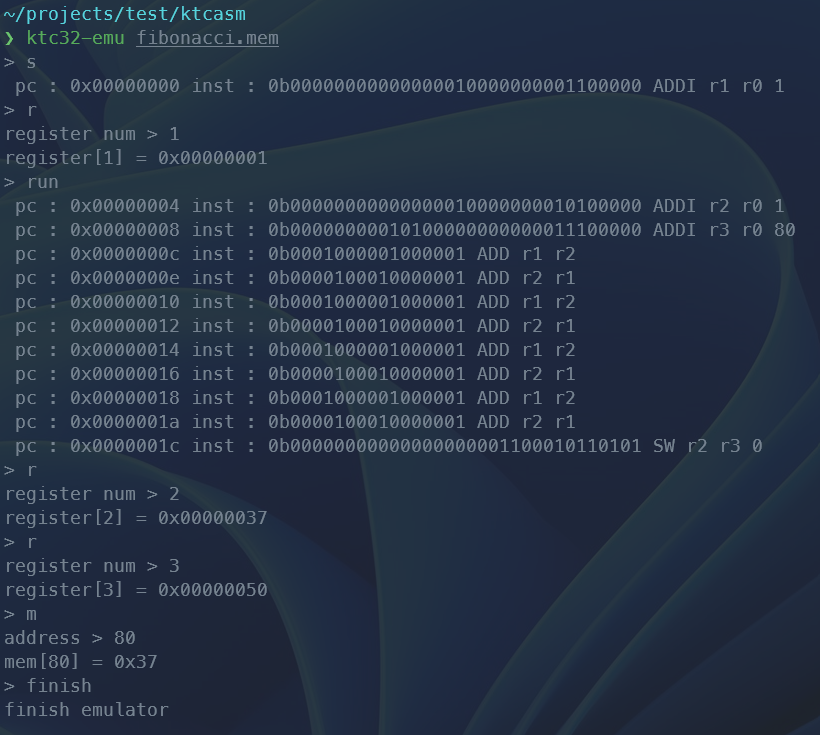 ~/projects/test/ktcasm
❯ ktc32-emu fibonacci.mem
> s
pc : 0x00000000 inst : 0b00000000000000010000000001100000 ADDI r1 r0 1
> r
register num > 1
register[1] = 0x00000001
> run
pc : 0x00000004 inst : 0b00000000000000010000000010100000 ADDI r2 r0 1
pc : 0x00000008 inst : 0b00000000010100000000000011100000 ADDI r3 r0 80
pc : 0x0000000c inst : 0b0001000001000001 ADD r1 r2
pc : 0x0000000e inst : 0b0000100010000001 ADD r2 r1
pc : 0x00000010 inst : 0b0001000001000001 ADD r1 r2
pc : 0x00000012 inst : 0b0000100010000001 ADD r2 r1
pc : 0x00000014 inst : 0b0001000001000001 ADD r1 r2
pc : 0x00000016 inst : 0b0000100010000001 ADD r2 r1
pc : 0x00000018 inst : 0b0001000001000001 ADD r1 r2
pc : 0x0000001a inst : 0b0000100010000001 ADD r2 r1
pc : 0x0000001c inst : 0b00000000000000000001100010110101 SW r2 r3 0
> r
register num > 2
register[2] = 0x00000037
> r
register num > 3
register[3] = 0x00000050
> m
address > 80
mem[80] = 0x37
> finish
finish emulator